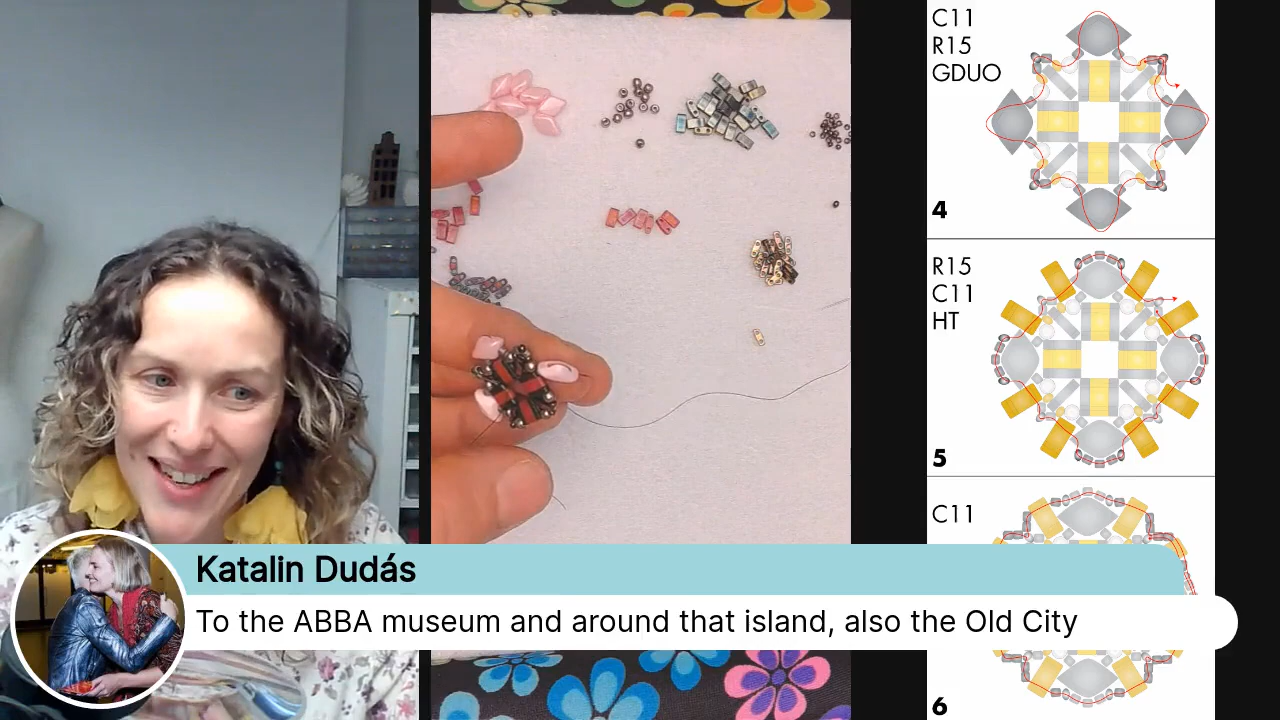 C11
R15
GDUO
4
R15
C11
HT
5
C11
6
Katalin Dudás
To the ABBA museum and around that island, also the Old City